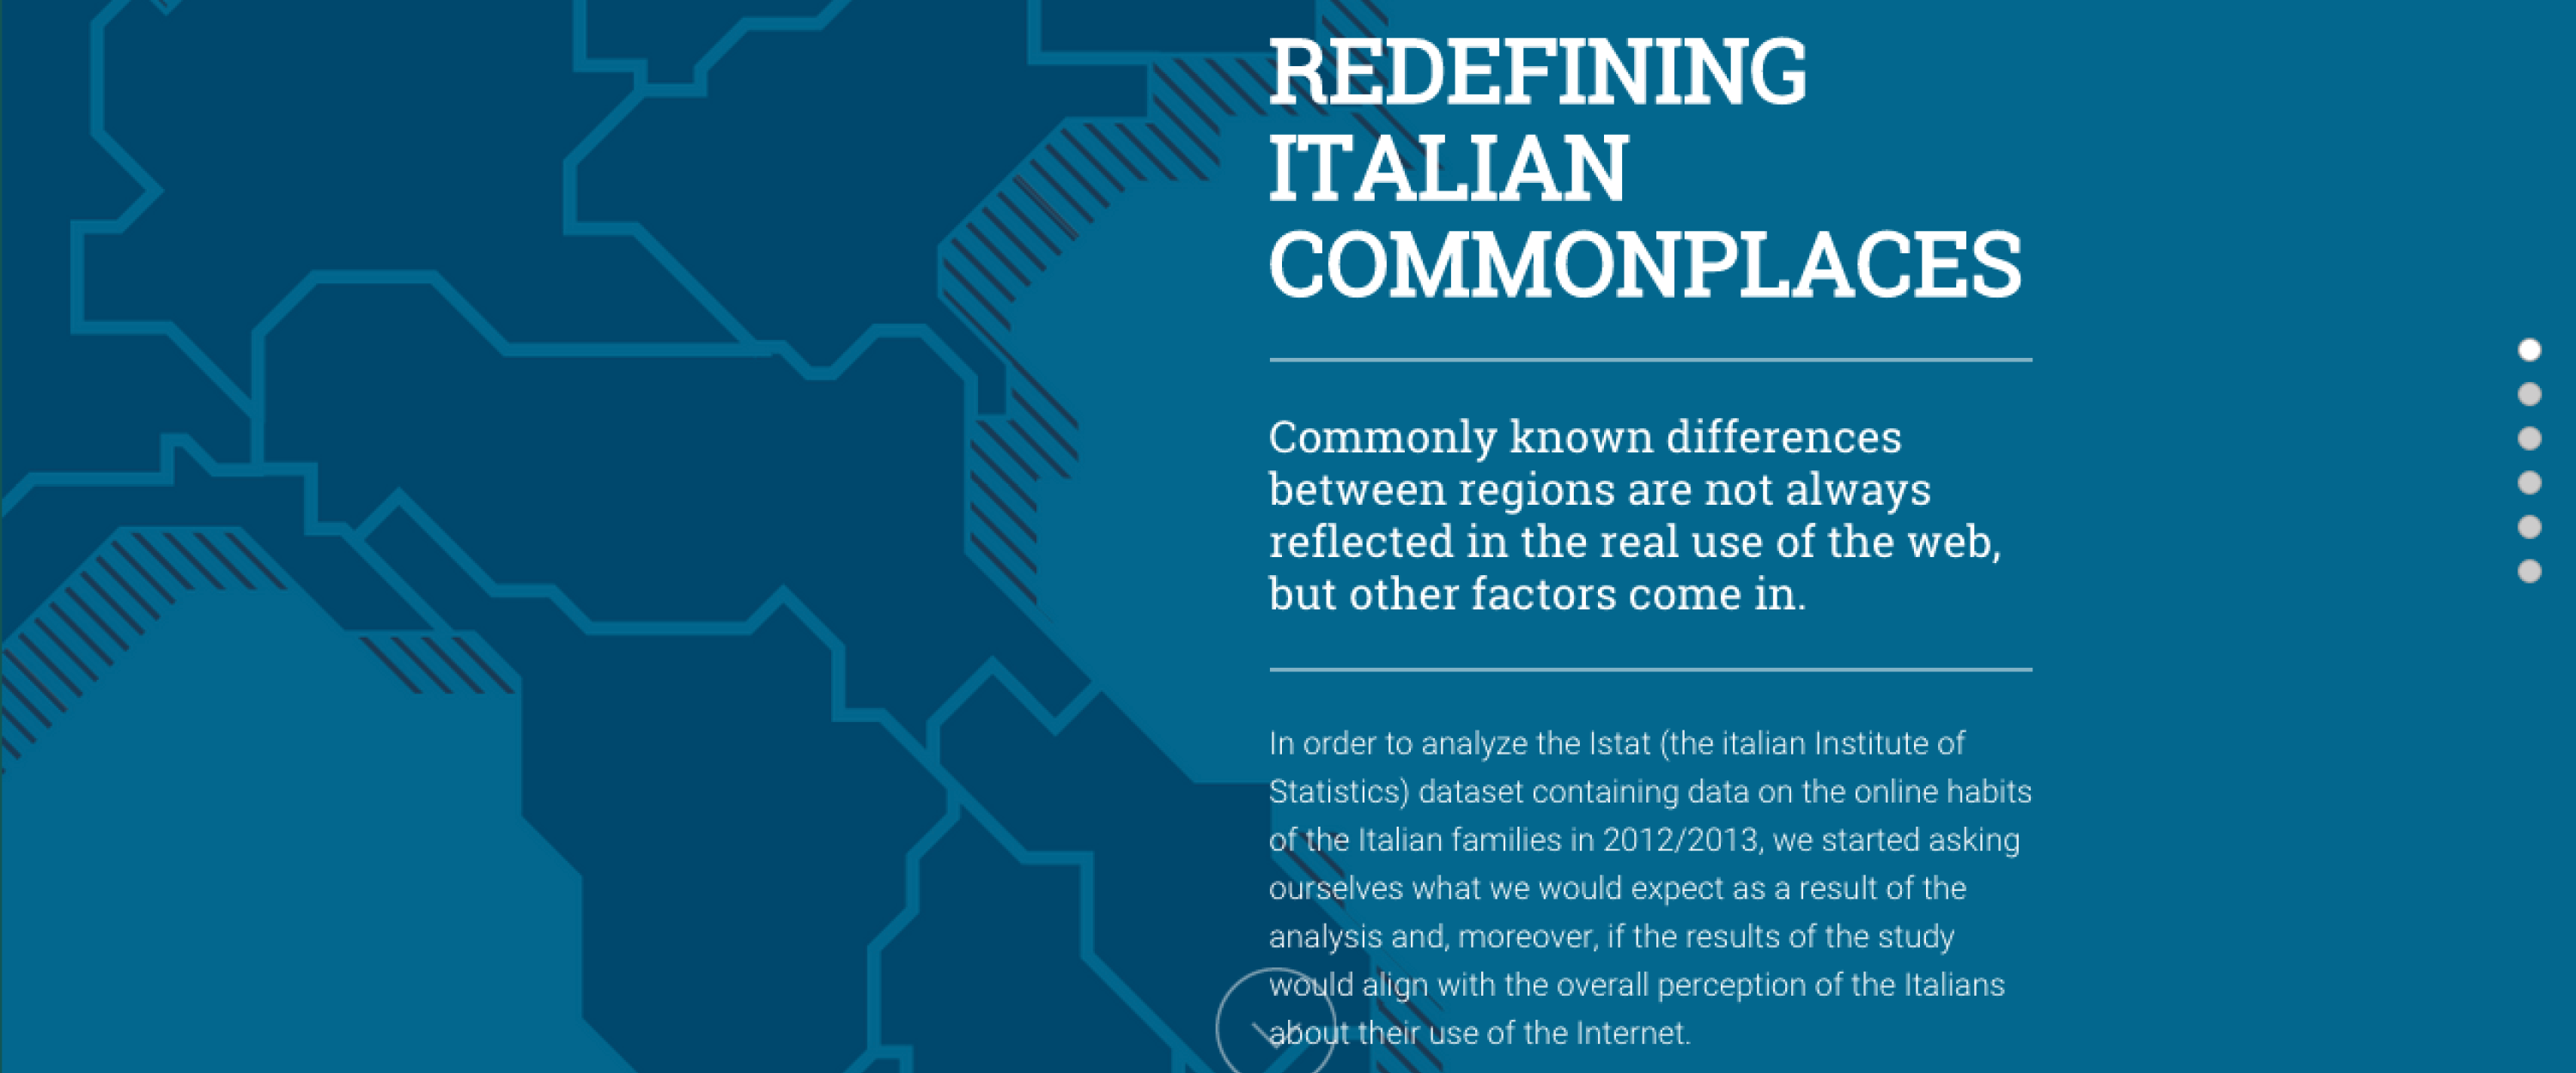 REDEFINING
ITALIAN
COMMONPLACES
Commonly known differences
between regions are not always
reflected in the real use of the web,
but other factors come in.
In order to analyze the Istat (the italian Institute of
Statistics) dataset containing data on the online habits
of the Italian families in 2012/2013, we started asking
ourselves what we would expect as a result of the
analysis and, moreover, if the results of the study
would align with the overall perception of the Italians
about their use of the Internet.